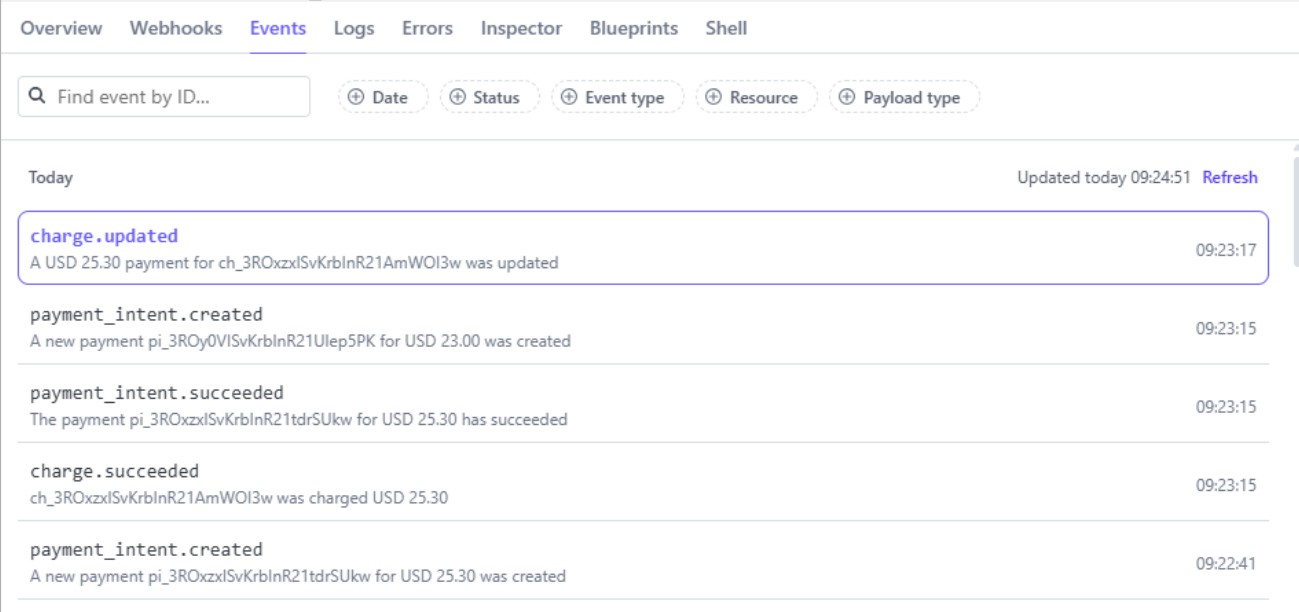 Overview Webhooks Events Logs Errors Inspector Blueprints Shell
Find event by ID... Date Status Event type Resource Payload type
Today Updated today 09:24:51 Refresh
charge.updated
A USD 25.30 payment for ch_3ROxzxISvKrbInR21AmWOI3w was updated
09:23:17
payment_intent.created
A new payment pi_3ROy0VISvKrbInR21UIep5PK for USD 23.00 was created
09:23:15
payment_intent.succeeded
The payment pi_3ROxzxISvKrbInR21tdrSUkw for USD 25.30 has succeeded
09:23:15
charge.succeeded
ch_3ROxzxISvKrbInR21AmWOI3w was charged USD 25.30
09:23:15
payment_intent.created
A new payment pi_3ROxzxISvKrbInR21tdrSUkw for USD 25.30 was created
09:22:41